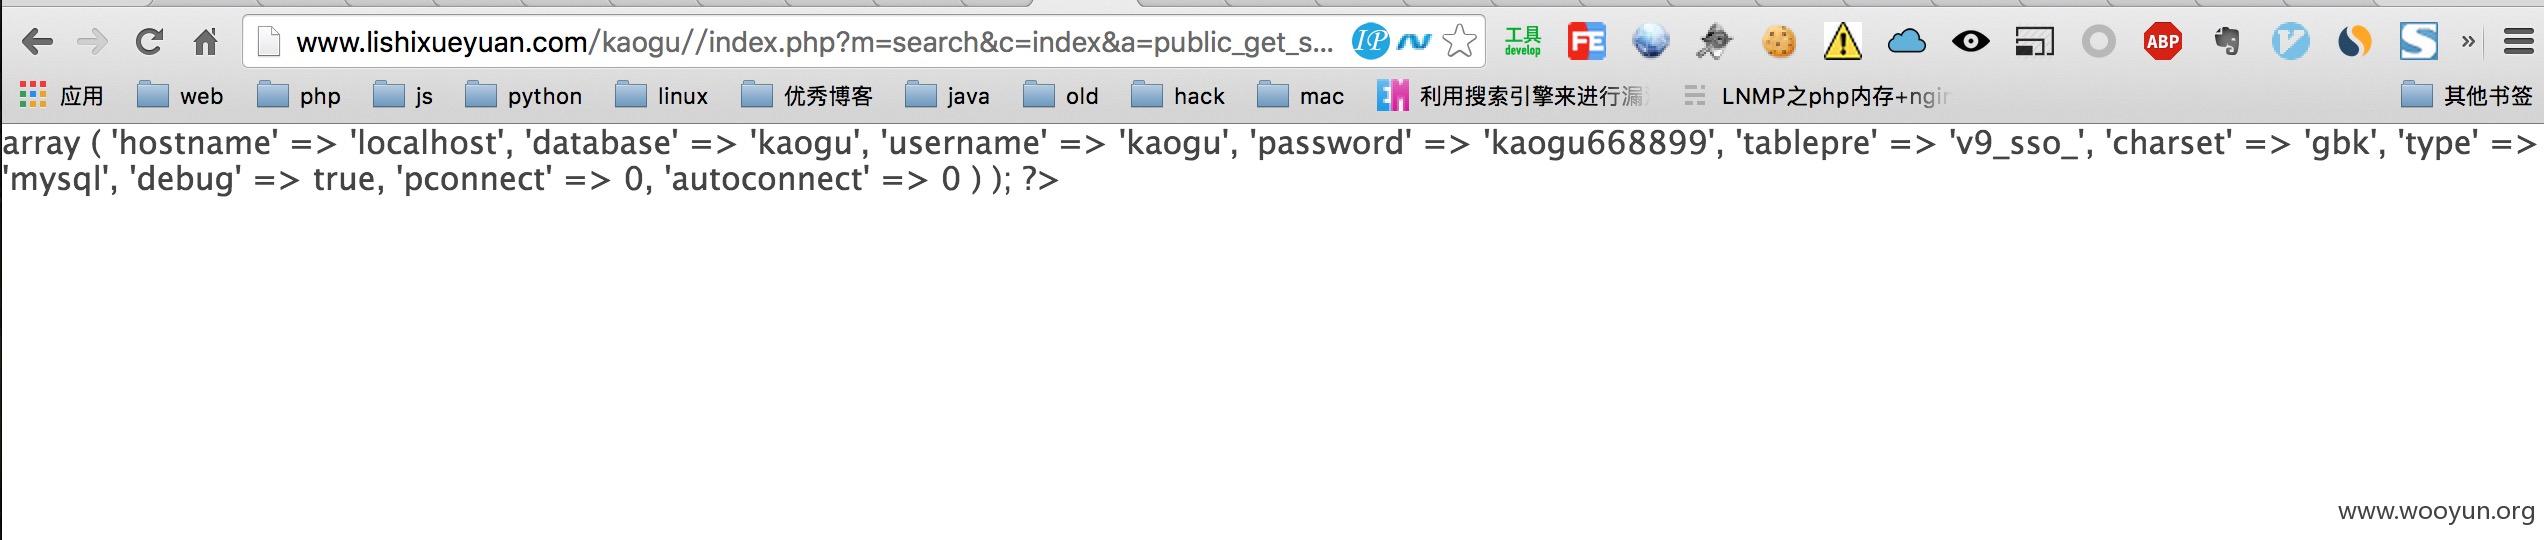 www.lishixueyuan.com/kaogu//index.php?m=search&c=index&a=public_get_s... IP 工具 develop FE ABP S »
应用 web php js python linux 优秀博客 java old hack mac EM 利用搜索引擎来进行漏 LNMP之php内存+ngin 其他书签
array ( 'hostname' => 'localhost', 'database' => 'kaogu', 'username' => 'kaogu', 'password' => 'kaogu668899', 'tablepre' => 'v9_sso_', 'charset' => 'gbk', 'type' =>
'mysql', 'debug' => true, 'pconnect' => 0, 'autoconnect' => 0 ) ); ?>
www.wooyun.org